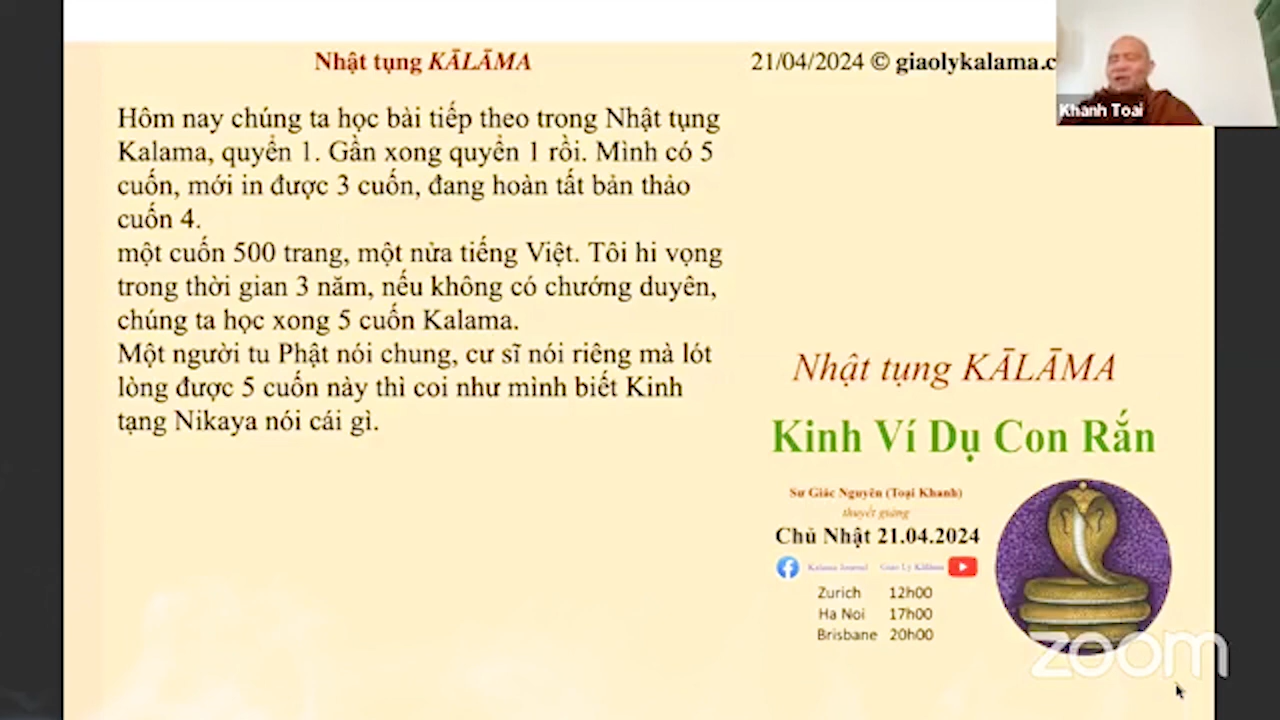 Nhật tụng KĀLĀMA
21/04/2024 © giaolykalama.c
Khanh Toai
Hôm nay chúng ta học bài tiếp theo trong Nhật tụng
Kalama, quyển 1. Gần xong quyển 1 rồi. Mình có 5
cuốn, mới in được 3 cuốn, đang hoàn tất bản thảo
cuốn 4.
một cuốn 500 trang, một nửa tiếng Việt. Tôi hi vọng
trong thời gian 3 năm, nếu không có chướng duyên,
chúng ta học xong 5 cuốn Kalama.
Một người tu Phật nói chung, cư sĩ nói riêng mà lót
lòng được 5 cuốn này thì coi như mình biết Kinh
tạng Nikaya nói cái gì.
Nhật tụng KĀLĀMA
Kinh Ví Dụ Con Rắn
Sư Giác Nguyên (Toại Khanh)
thuyết giảng
Chủ Nhật 21.04.2024
Kalama Journal Giao Ly Kalama
Zurich 12h00
Ha Noi 17h00
Brisbane 20h00
zoom